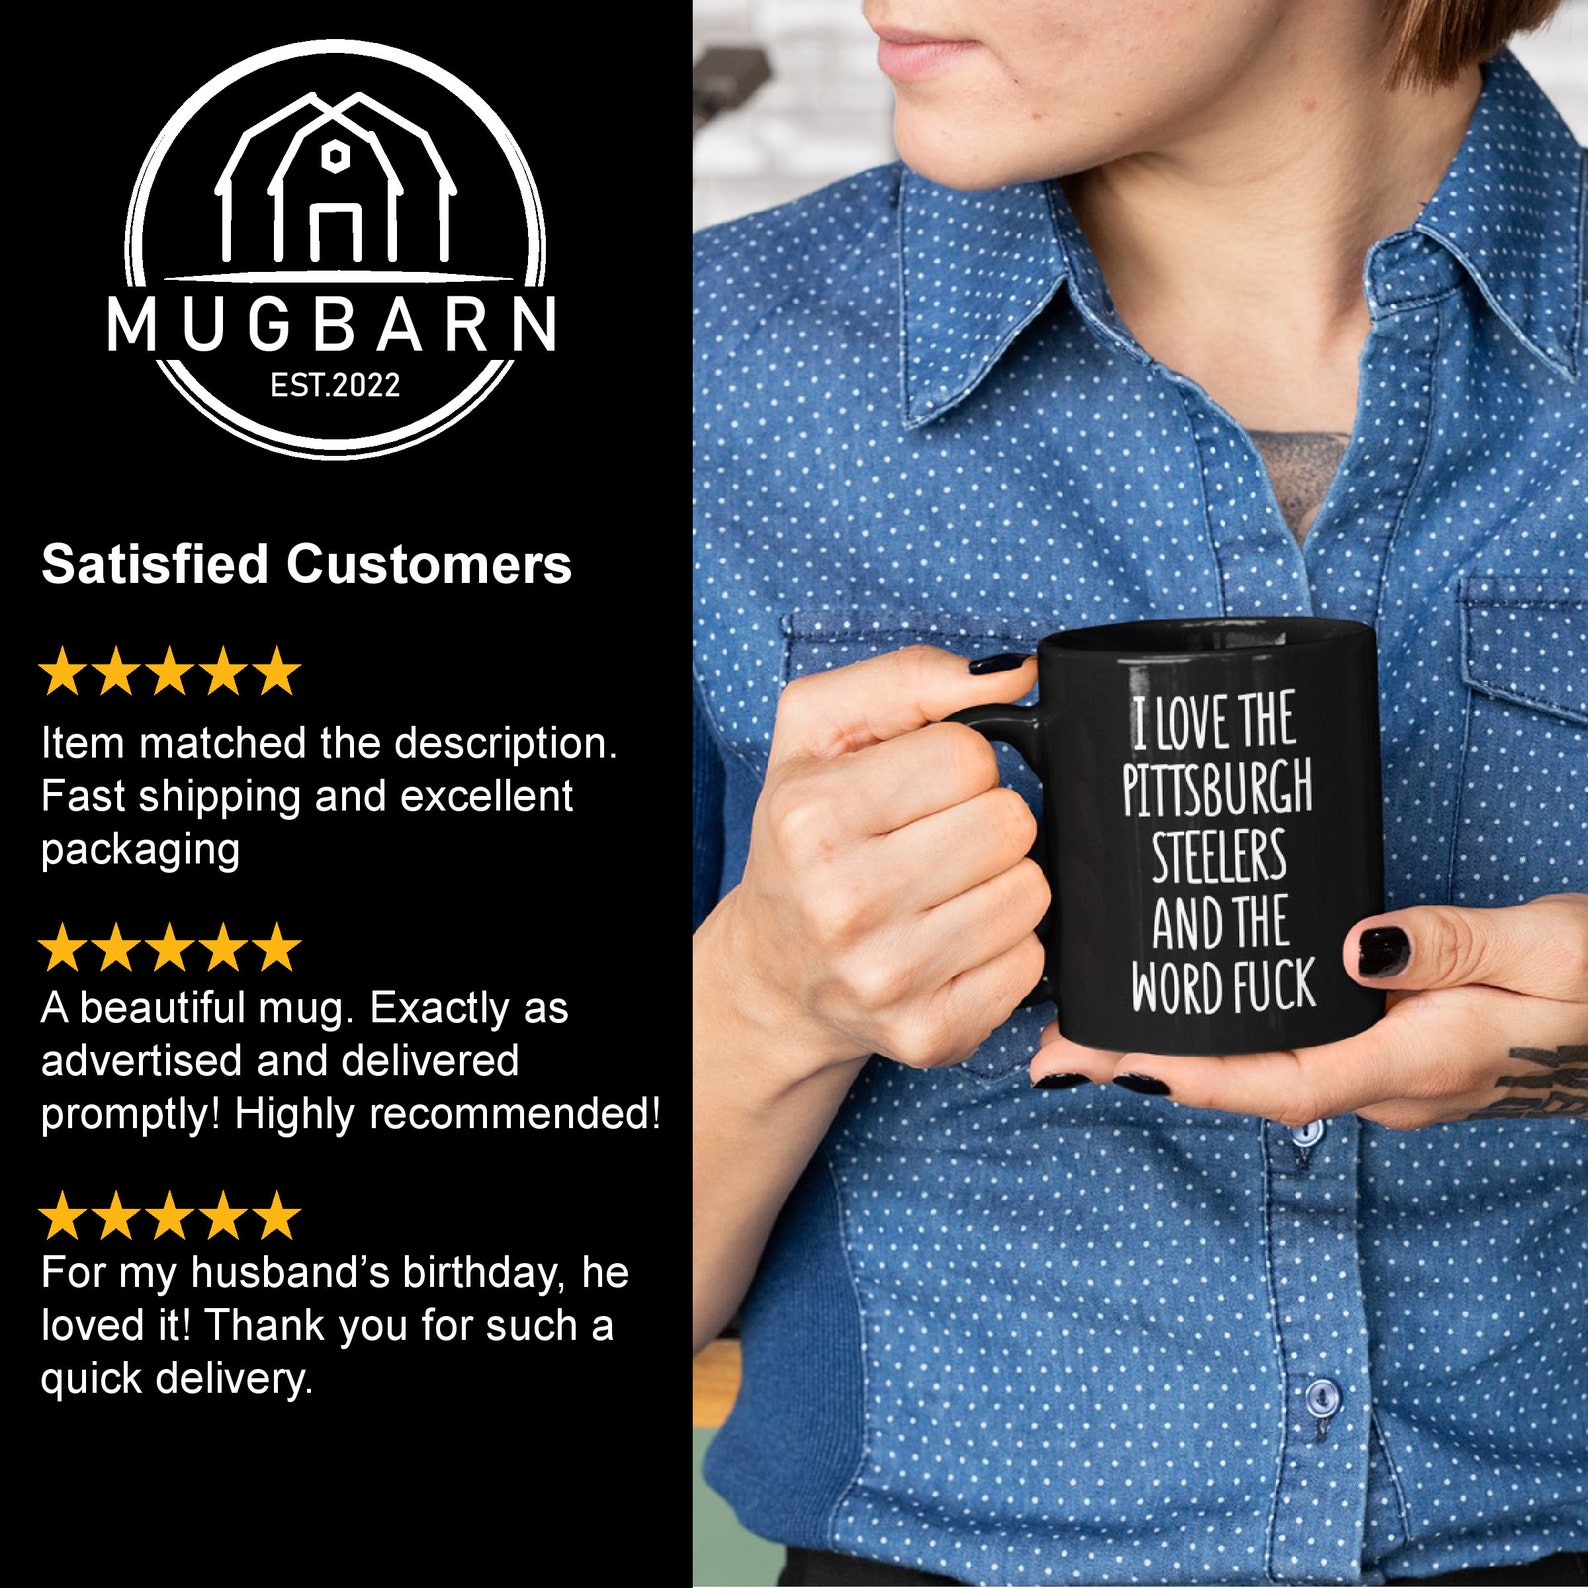 MUGBARN
EST.2022
Satisfied Customers
Item matched the description.
Fast shipping and excellent
packaging
A beautiful mug. Exactly as
advertised and delivered
promptly! Highly recommended!
For my husband’s birthday, he
loved it! Thank you for such a
quick delivery.
I LOVE THE
PITTSBURGH
STEELERS
AND THE
WORD FUCK